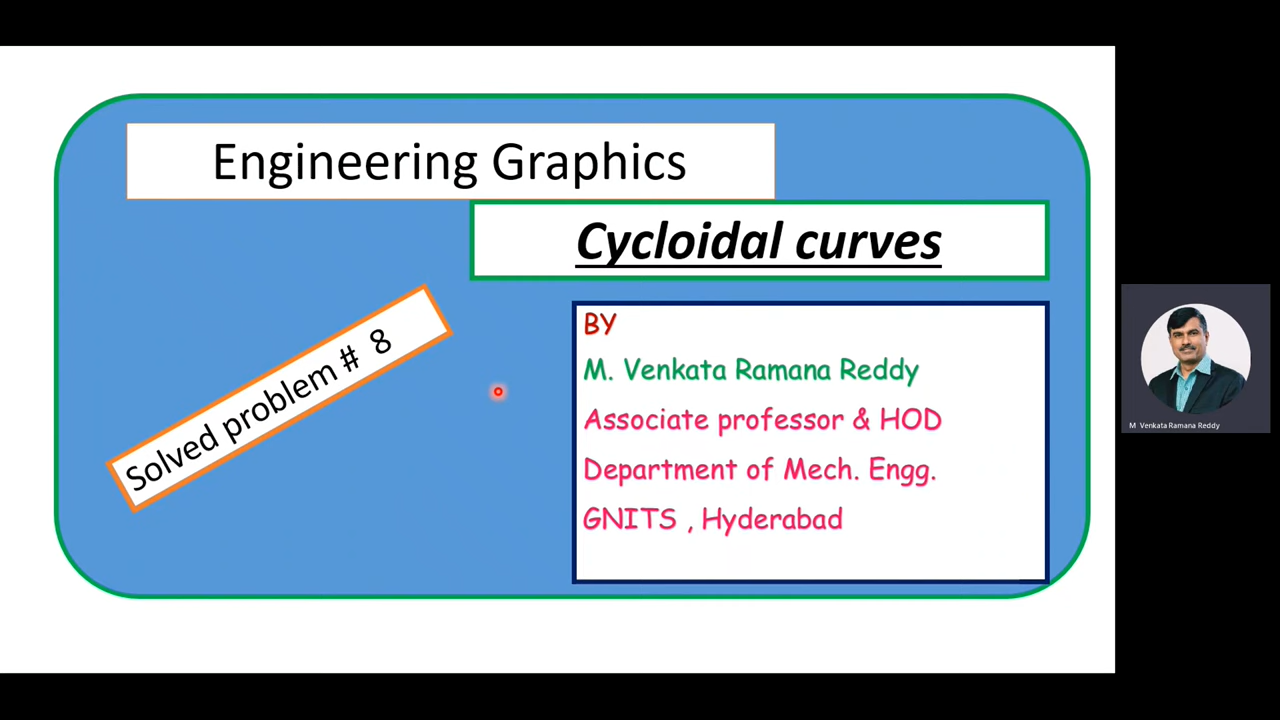 Engineering Graphics
Cycloidal curves
Solved problem # 8
BY
M. Venkata Ramana Reddy
Associate professor & HOD
Department of Mech. Engg.
GNITS , Hyderabad
M Venkata Ramana Reddy